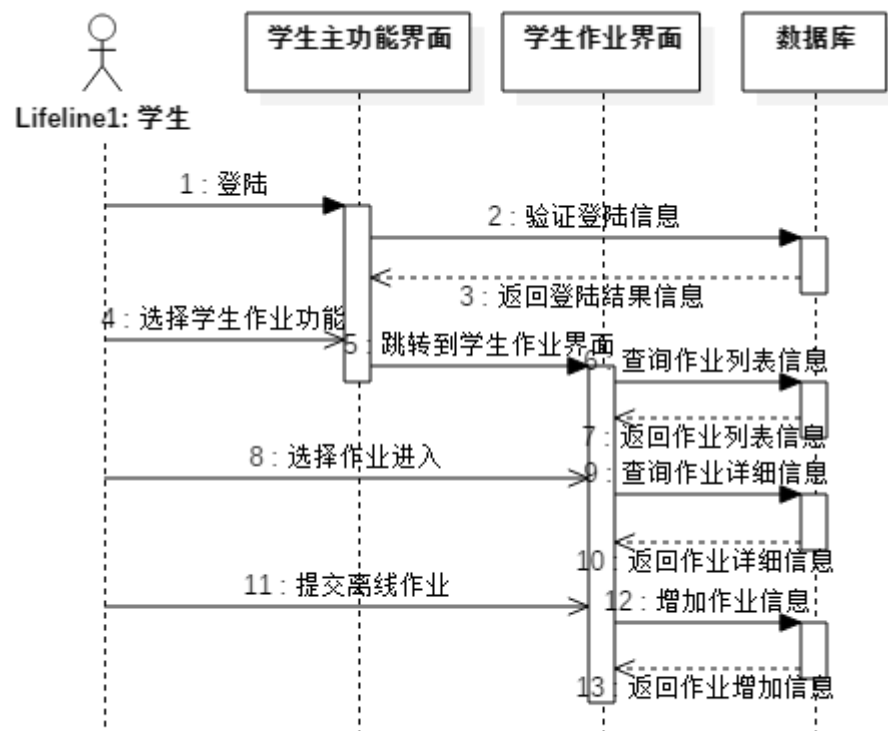 学生主功能界面
学生作业界面
数据库
Lifeline1: 学生
1 : 登陆
2 : 验证登陆信息
3 : 返回登陆结果信息
4 : 选择学生作业功能
5 : 跳转到学生作业界面
6 : 查询作业列表信息
7 : 返回作业列表信息
8 : 选择作业进入
9 : 查询作业详细信息
10 : 返回作业详细信息
11 : 提交离线作业
12 : 增加作业信息
13 : 返回作业增加信息